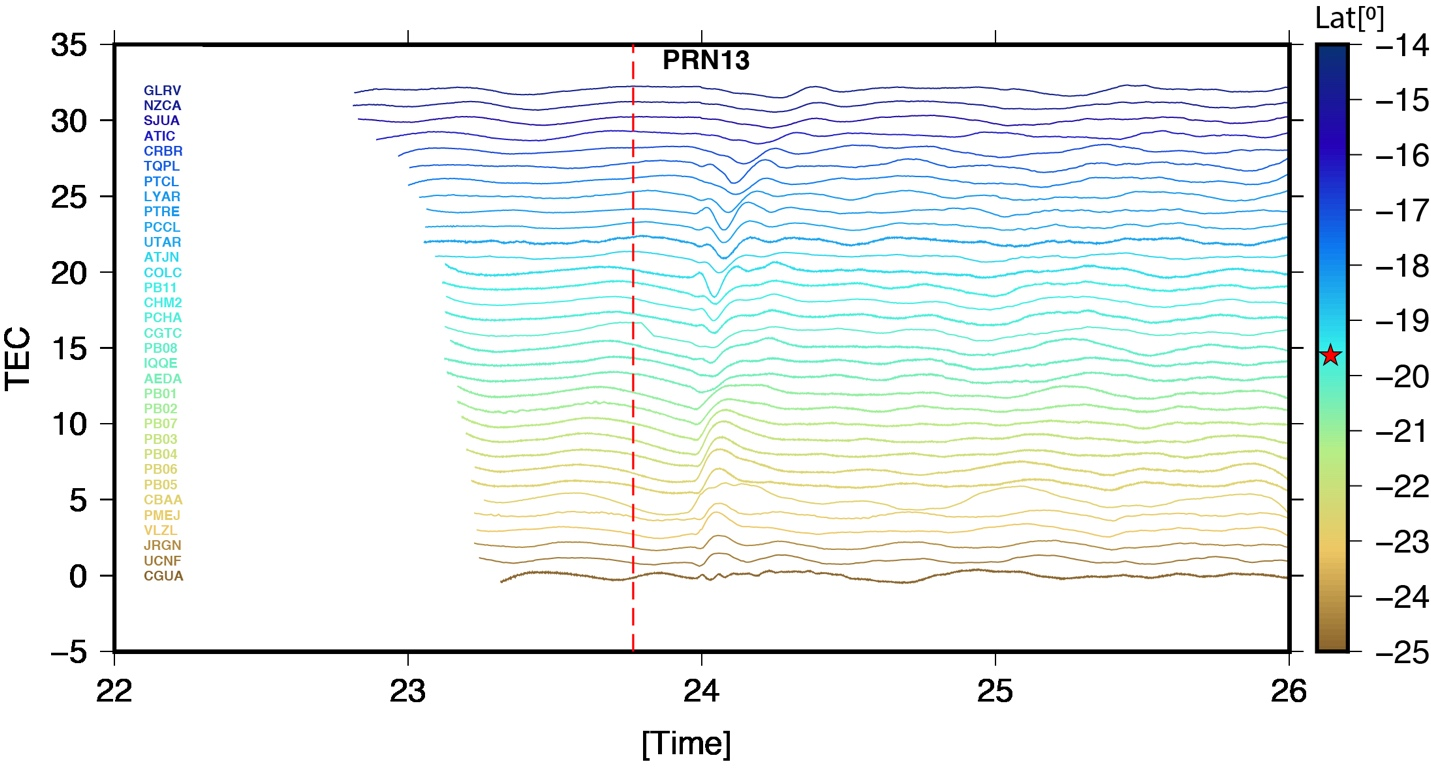 Lat[º]
PRN13
35
30
25
20
15
10
5
0
−5
TEC
GLRV
NZCA
SJUA
ATIC
CRBR
TQPL
PTCL
LYAR
PTRE
PCCL
UTAR
ATJN
COLC
PB11
CHM2
PCHA
CGTC
PB08
IQQE
AEDA
PB01
PB02
PB07
PB03
PB04
PB06
PB05
CBAA
PMEJ
VLZL
JRGN
UCNF
CGUA
−14
−15
−16
−17
−18
−19
−20
−21
−22
−23
−24
−25
22 23 24 25 26
[Time]